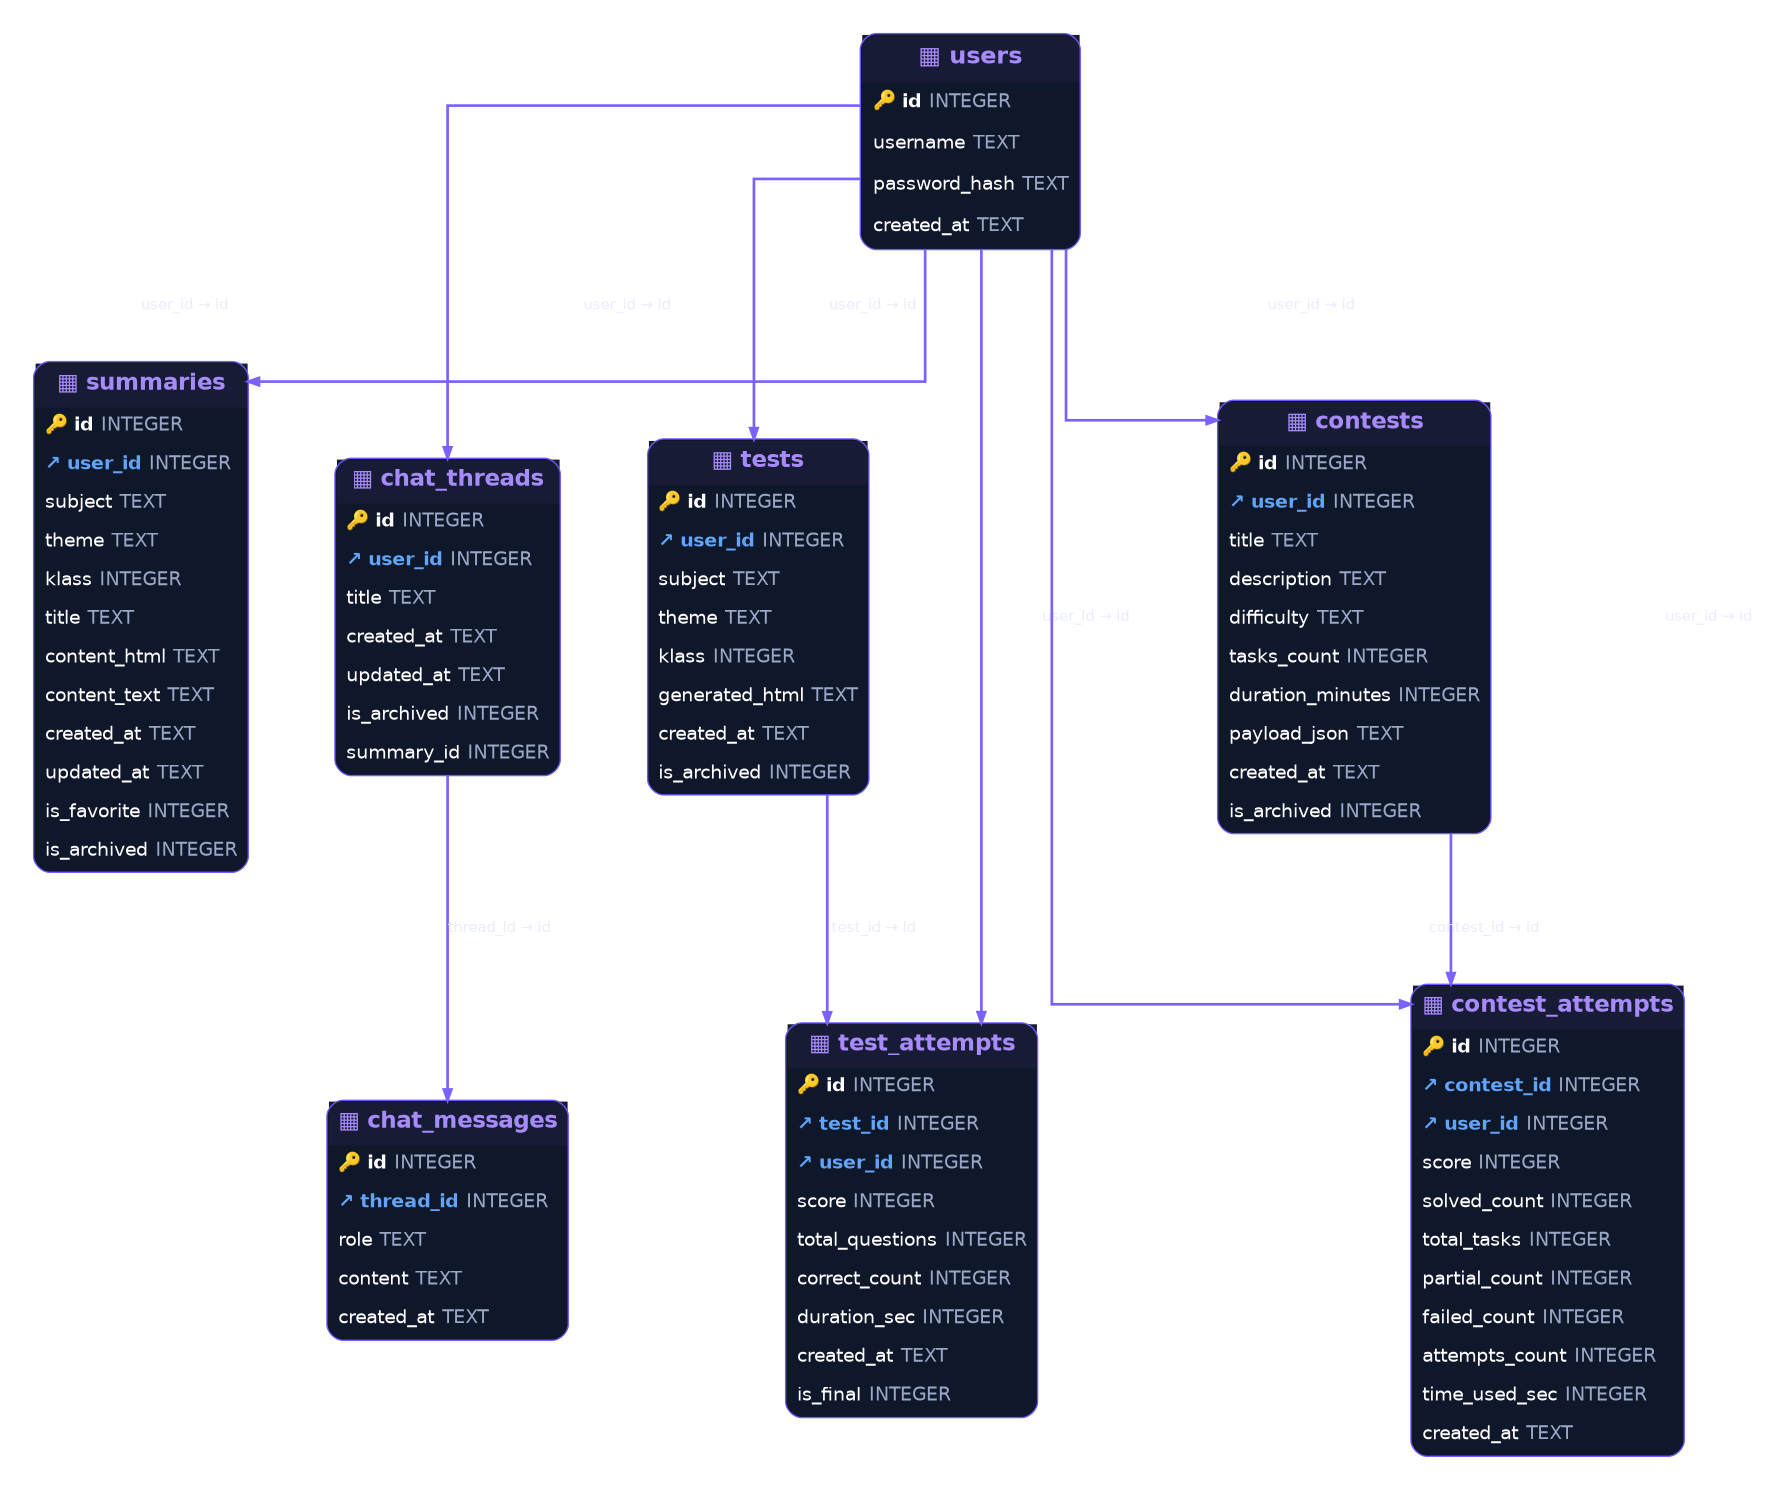 ▦ users
🔑 id INTEGER
username TEXT
password_hash TEXT
created_at TEXT
user_id → id
user_id → id
user_id → id
user_id → id
▦ summaries
🔑 id INTEGER
↗ user_id INTEGER
subject TEXT
theme TEXT
klass INTEGER
title TEXT
content_html TEXT
content_text TEXT
created_at TEXT
updated_at TEXT
is_favorite INTEGER
is_archived INTEGER
▦ chat_threads
🔑 id INTEGER
↗ user_id INTEGER
title TEXT
created_at TEXT
updated_at TEXT
is_archived INTEGER
summary_id INTEGER
▦ tests
🔑 id INTEGER
↗ user_id INTEGER
subject TEXT
theme TEXT
klass INTEGER
generated_html TEXT
created_at TEXT
is_archived INTEGER
user_id → id
▦ contests
🔑 id INTEGER
↗ user_id INTEGER
title TEXT
description TEXT
difficulty TEXT
tasks_count INTEGER
duration_minutes INTEGER
payload_json TEXT
created_at TEXT
is_archived INTEGER
user_id → id
thread_id → id
test_id → id
contest_id → id
▦ chat_messages
🔑 id INTEGER
↗ thread_id INTEGER
role TEXT
content TEXT
created_at TEXT
▦ test_attempts
🔑 id INTEGER
↗ test_id INTEGER
↗ user_id INTEGER
score INTEGER
total_questions INTEGER
correct_count INTEGER
duration_sec INTEGER
created_at TEXT
is_final INTEGER
▦ contest_attempts
🔑 id INTEGER
↗ contest_id INTEGER
↗ user_id INTEGER
score INTEGER
solved_count INTEGER
total_tasks INTEGER
partial_count INTEGER
failed_count INTEGER
attempts_count INTEGER
time_used_sec INTEGER
created_at TEXT